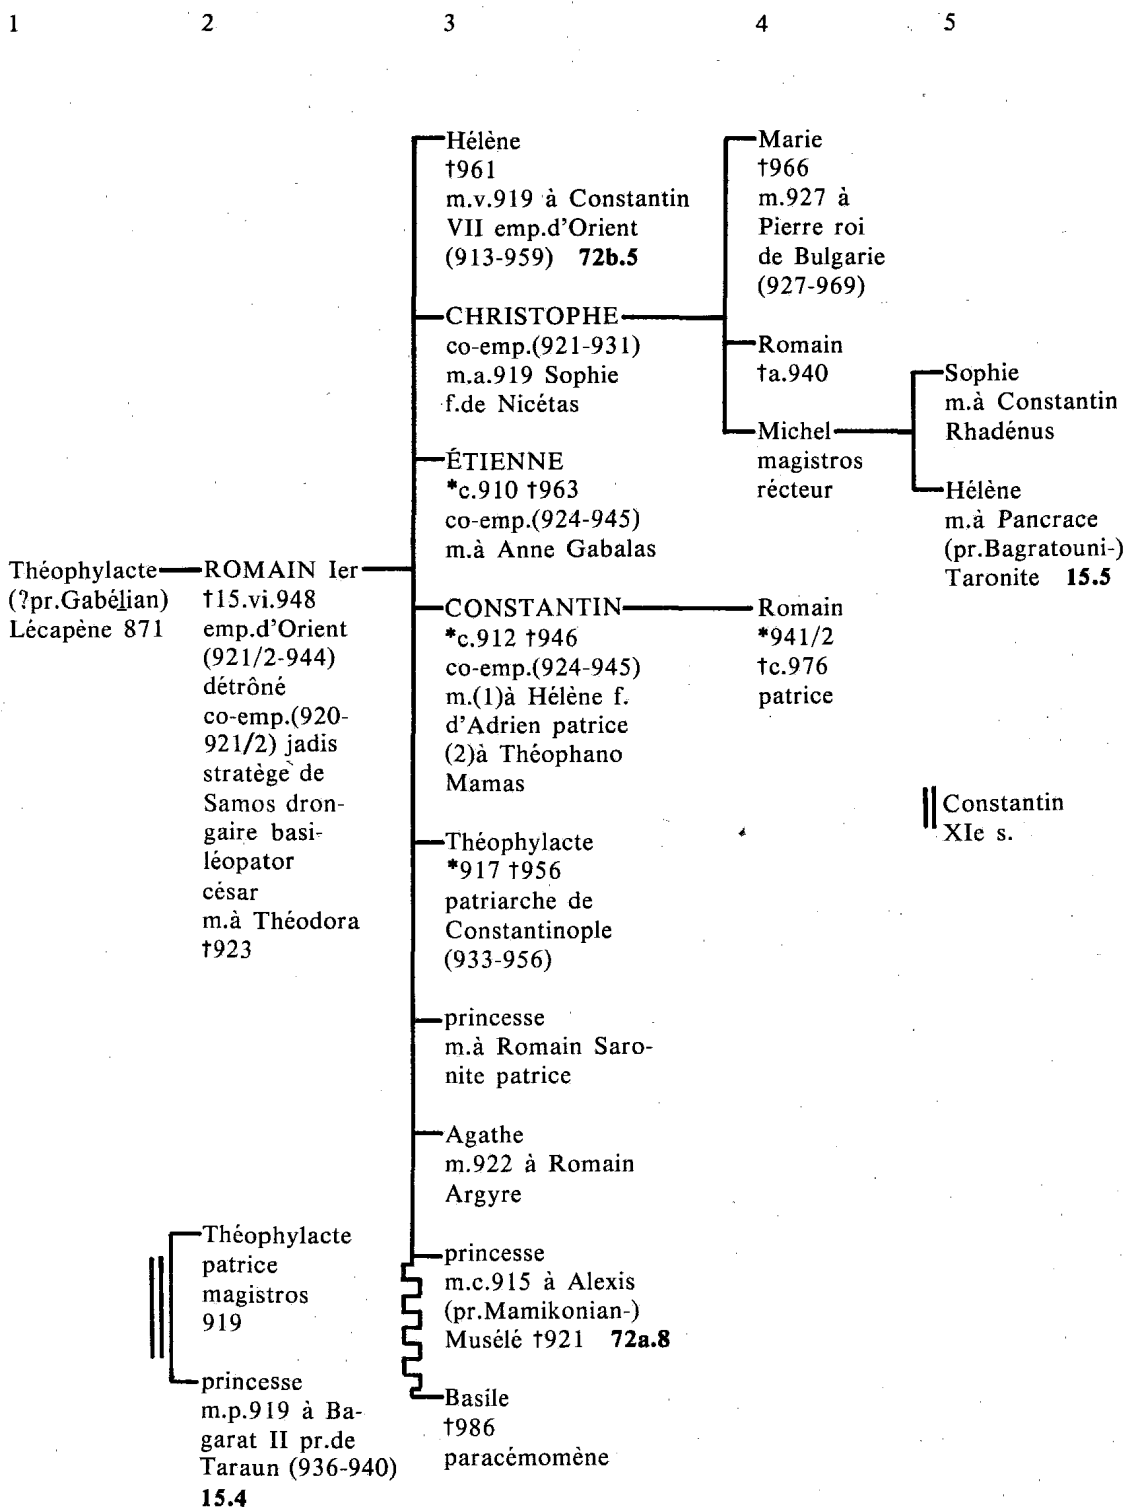 1 2 3 4 5
Théophylacte
(?pr.Gabélian)
Lécapène 871
ROMAIN Ier
†15.vi.948
emp.d'Orient
(921/2-944)
détrôné
co-emp.(920-
921/2) jadis
stratège de
Samos dron-
gaire basi-
léopator
césar
m.à Théodora
†923
Théophylacte
patrice
magistros
919
princesse
m.p.919 à Ba-
garat II pr.de
Taraun (936-940)
15.4
Hélène
†961
m.v.919 à Constantin
VII emp.d'Orient
(913-959) 72b.5
CHRISTOPHE
co-emp.(921-931)
m.a.919 Sophie
f.de Nicétas
ÉTIENNE
*c.910 †963
co-emp.(924-945)
m.à Anne Gabalas
CONSTANTIN
*c.912 †946
co-emp.(924-945)
m.(1)à Hélène f.
d'Adrien patrice
(2)à Théophano
Mamas
Théophylacte
*917 †956
patriarche de
Constantinople
(933-956)
princesse
m.à Romain Saro-
nite patrice
Agathe
m.922 à Romain
Argyre
princesse
m.c.915 à Alexis
(pr.Mamikonian-)
Musélé †921 72a.8
Basile
†986
paracémomène
Marie
†966
m.927 à
Pierre roi
de Bulgarie
(927-969)
Romain
†a.940
Michel
magistros
récteur
Romain
*941/2
†c.976
patrice
Sophie
m.à Constantin
Rhadénus
Hélène
m.à Pancrace
(pr.Bagratouni-)
Taronite 15.5
Constantin
XIe s.